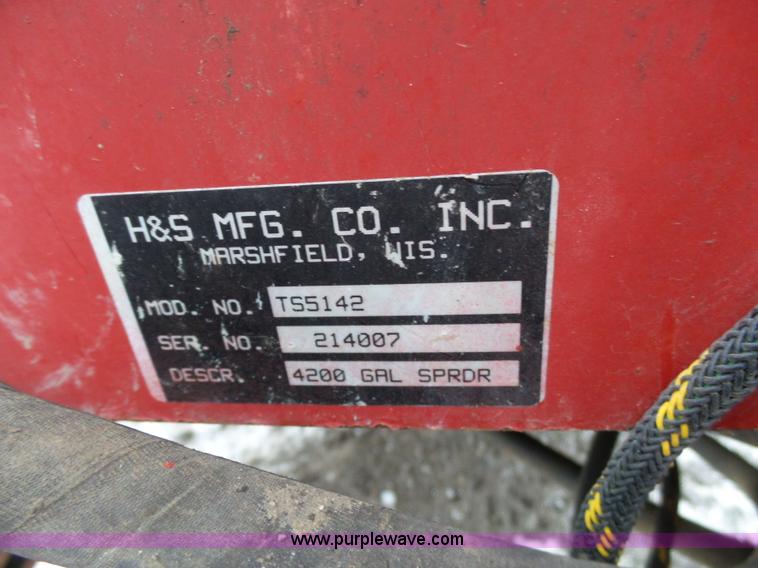 H&S MFG. CO. INC.
MARSHFIELD, WIS.
MOD. NO. TS5142
SER. NO. 214007
DESCR. 4200 GAL SPRDR
www.purplewave.com